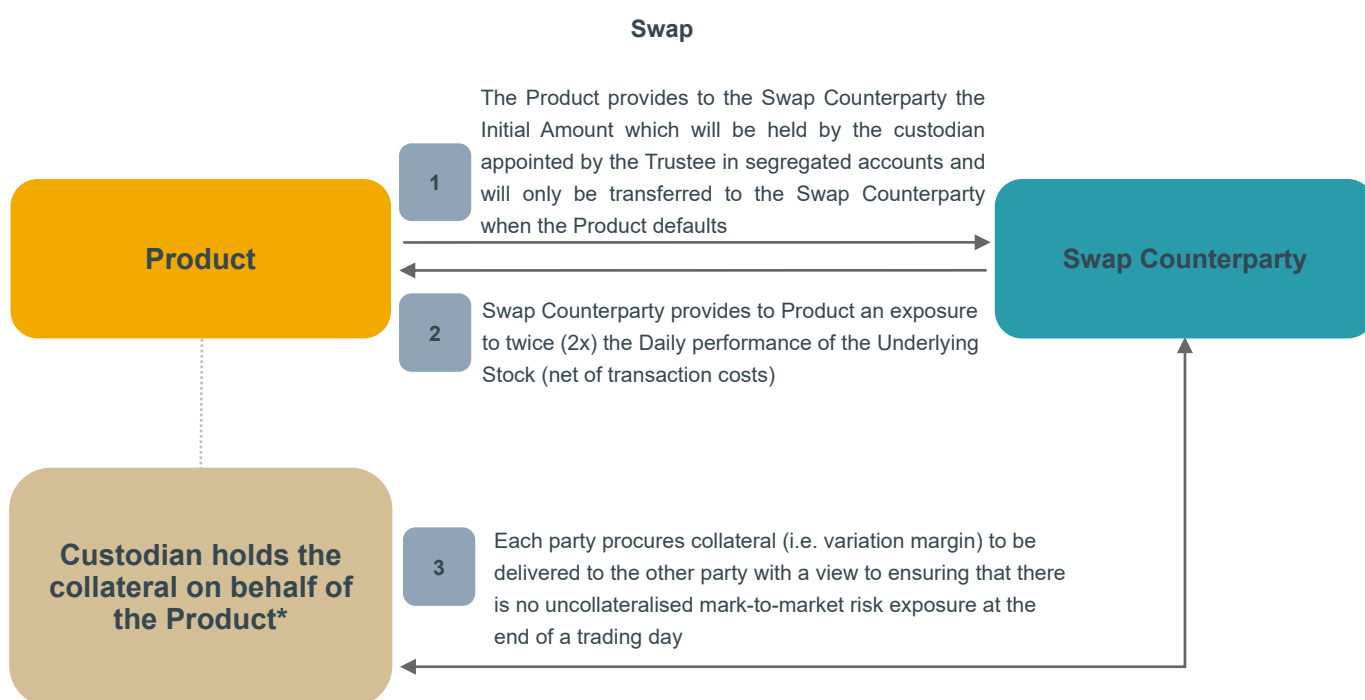 Swap
The Product provides to the Swap Counterparty the
Initial Amount which will be held by the custodian
appointed by the Trustee in segregated accounts and
will only be transferred to the Swap Counterparty
when the Product defaults
1
Product
Swap Counterparty
2
Swap Counterparty provides to Product an exposure
to twice (2x) the Daily performance of the Underlying
Stock (net of transaction costs)
Custodian holds the
collateral on behalf of
the Product*
3
Each party procures collateral (i.e. variation margin) to be
delivered to the other party with a view to ensuring that there
is no uncollateralised mark-to-market risk exposure at the
end of a trading day